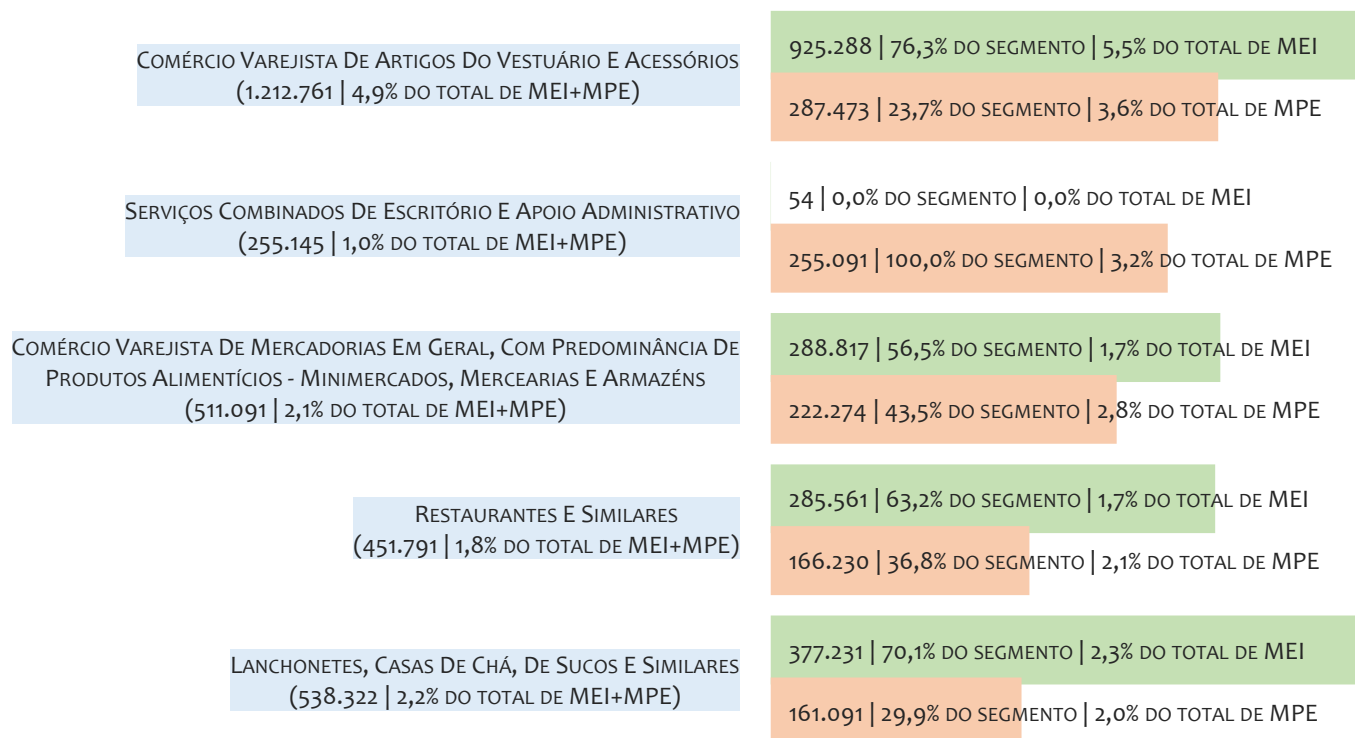 Comércio Varejista De Artigos Do Vestuário E Acessórios
(1.212.761 | 4,9% do total de MEI+MPE)
925.288 | 76,3% do segmento | 5,5% do total de MEI
287.473 | 23,7% do segmento | 3,6% do total de MPE
Serviços Combinados De Escritório E Apoio Administrativo
(255.145 | 1,0% do total de MEI+MPE)
54 | 0,0% do segmento | 0,0% do total de MEI
255.091 | 100,0% do segmento | 3,2% do total de MPE
Comércio Varejista De Mercadorias Em Geral, Com Predominância De
Produtos Alimentícios - Minimercados, Mercearias E Armazéns
(511.091 | 2,1% do total de MEI+MPE)
288.817 | 56,5% do segmento | 1,7% do total de MEI
222.274 | 43,5% do segmento | 2,8% do total de MPE
Restaurantes E Similares
(451.791 | 1,8% do total de MEI+MPE)
285.561 | 63,2% do segmento | 1,7% do total de MEI
166.230 | 36,8% do segmento | 2,1% do total de MPE
Lanchonetes, Casas De Chá, De Sucos E Similares
(538.322 | 2,2% do total de MEI+MPE)
377.231 | 70,1% do segmento | 2,3% do total de MEI
161.091 | 29,9% do segmento | 2,0% do total de MPE